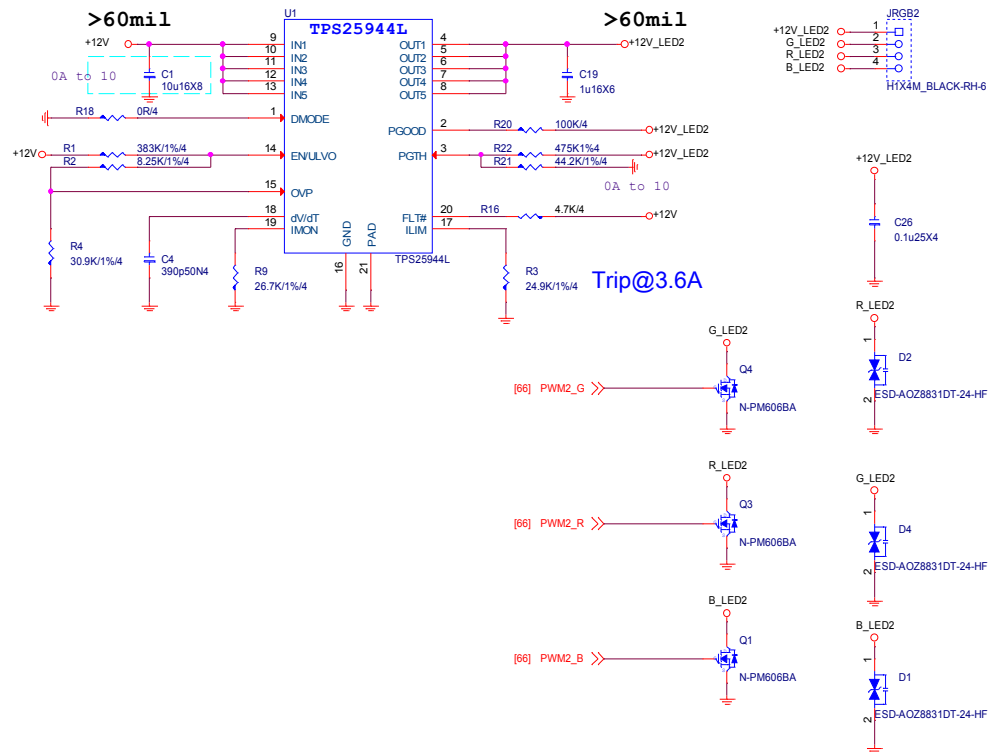 >60mil
>60mil
U1
TPS25944L
JRGB2
+12V
9
IN1
OUT1
4
+12V_LED2
10
IN2
OUT2
5
11
IN3
OUT3
6
12
IN4
OUT4
7
13
IN5
OUT5
8
0A to 10
C1
10u16X8
C19
1u16X6
+12V_LED2
1
G_LED2
2
R_LED2
3
B_LED2
4
H1X4M_BLACK-RH-6
R18
0R/4
1
DMODE
PGOOD
2
R20
100K/4
+12V_LED2
+12V
R1
383K/1%/4
14
EN/ULVO
PGTH
3
R22
475K1%4
+12V_LED2
R2
8.25K/1%/4
R21
44.2K/1%4
0A to 10
15
OVP
18
dV/dT
FLT#
20
R16
4.7K/4
+12V
19
IMON
ILIM
17
GND
PAD
16
21
TPS25944L
R4
30.9K/1%/4
C4
390p50N4
R9
26.7K/1%/4
R3
24.9K/1%/4
Trip@3.6A
+12V_LED2
C26
0.1u25X4
G_LED2
Q4
[66] PWM2_G
N-PM606BA
R_LED2
1
D2
2
ESD-AOZ8831DT-24-HF
R_LED2
Q3
[66] PWM2_R
N-PM606BA
G_LED2
1
D4
2
ESD-AOZ8831DT-24-HF
B_LED2
Q1
[66] PWM2_B
N-PM606BA
B_LED2
1
D1
2
ESD-AOZ8831DT-24-HF